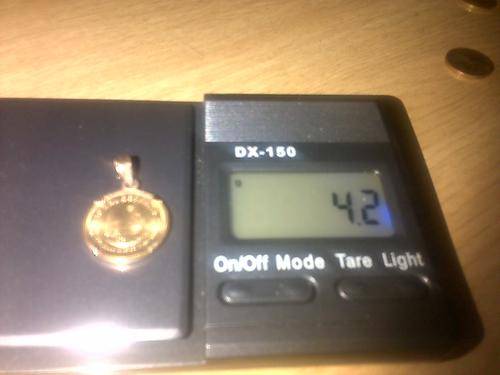 DX-150
4.2
On/Off Mode Tare Light